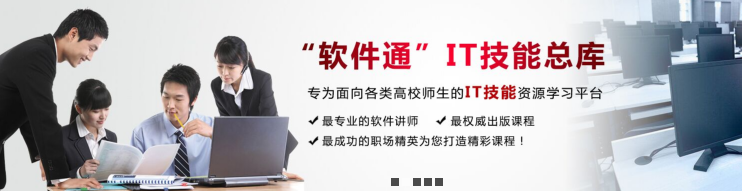 “软件通”IT技能总库
专为面向各类高校师生的IT技能资源学习平台
✓ 最专业的软件讲师 ✓ 最权威出版课程
✓ 最成功的职场精英为您打造精彩课程！